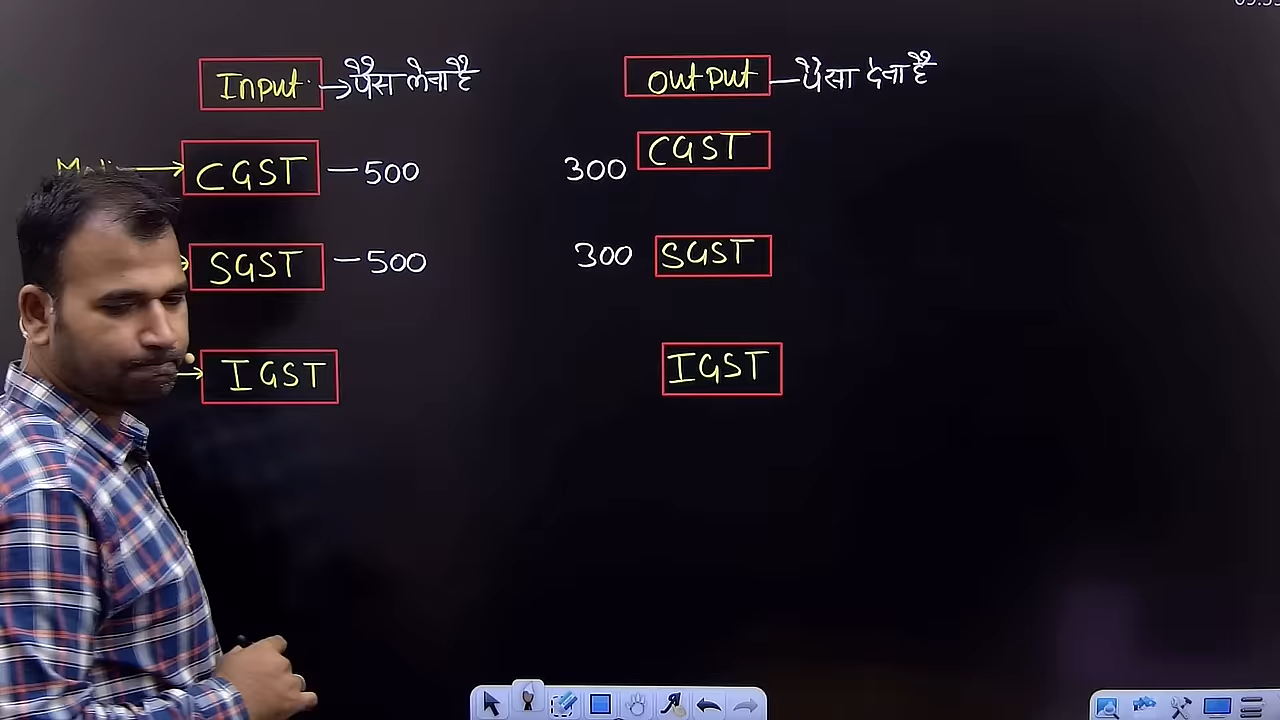 Input → पैसा लेना है
CGST — 500
SGST — 500
IGST
output — पैसा देना है
300 CGST
300 SGST
IGST